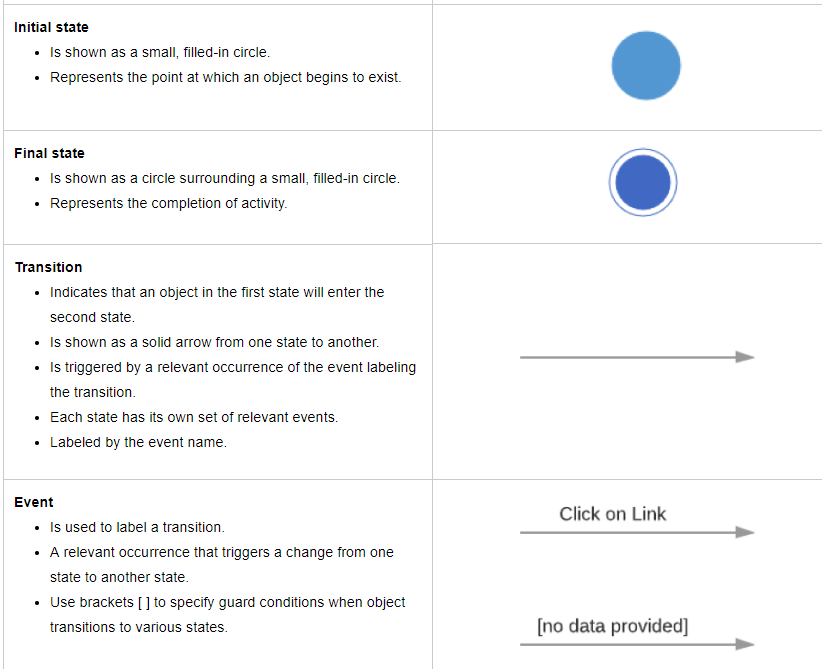 Initial state
• Is shown as a small, filled-in circle.
• Represents the point at which an object begins to exist.
Final state
• Is shown as a circle surrounding a small, filled-in circle.
• Represents the completion of activity.
Transition
• Indicates that an object in the first state will enter the
second state.
• Is shown as a solid arrow from one state to another.
• Is triggered by a relevant occurrence of the event labeling
the transition.
• Each state has its own set of relevant events.
• Labeled by the event name.
Event
• Is used to label a transition.
• A relevant occurrence that triggers a change from one
state to another state.
• Use brackets [ ] to specify guard conditions when object
transitions to various states.
Click on Link
[no data provided]